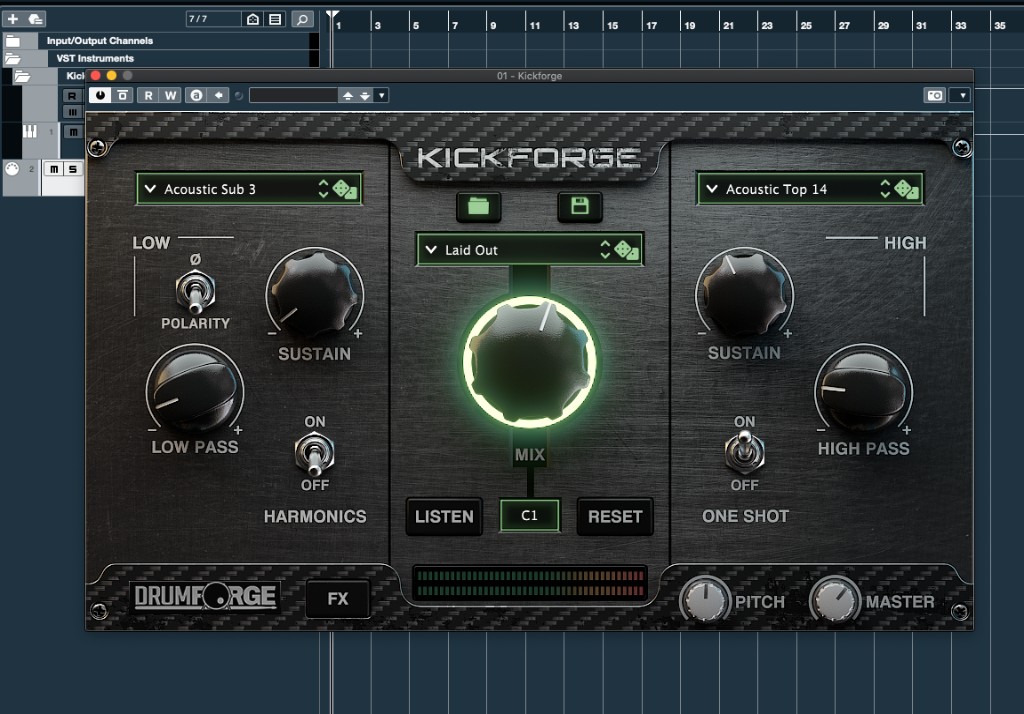 7/7
1 3 5 7 9 11 13 15 17 19 21 23 25 27 29 31 33 35
Input/Output Channels
VST Instruments
Kick
01 - Kickforge
R W a
R
1 m
2 m S
KICKFORGE
Acoustic Sub 3
Acoustic Top 14
Laid Out
LOW
HIGH
Ø
POLARITY
- +
SUSTAIN
- +
SUSTAIN
- +
LOW PASS
- +
HIGH PASS
ON
OFF
HARMONICS
MIX
ON
OFF
ONE SHOT
LISTEN
C1
RESET
DRUMFORGE
FX
PITCH
MASTER